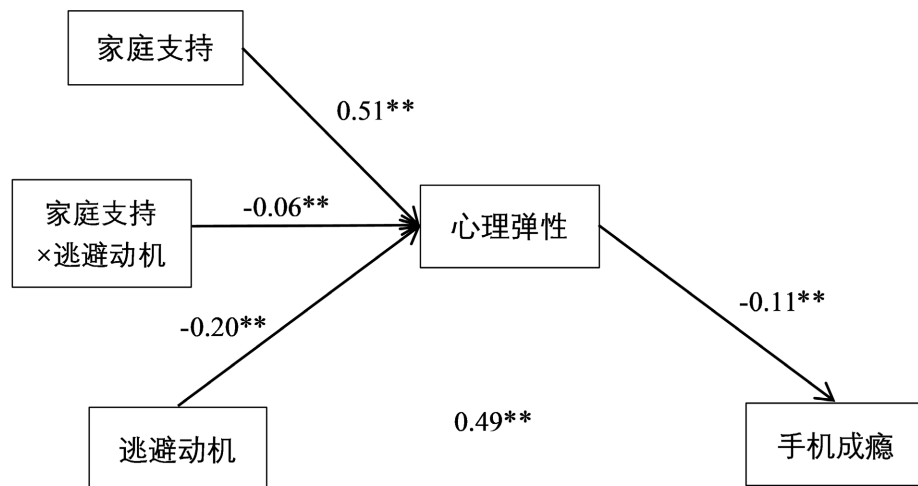 家庭支持
0.51**
家庭支持
×逃避动机
-0.06**
心理弹性
-0.20**
-0.11**
逃避动机
0.49**
手机成瘾